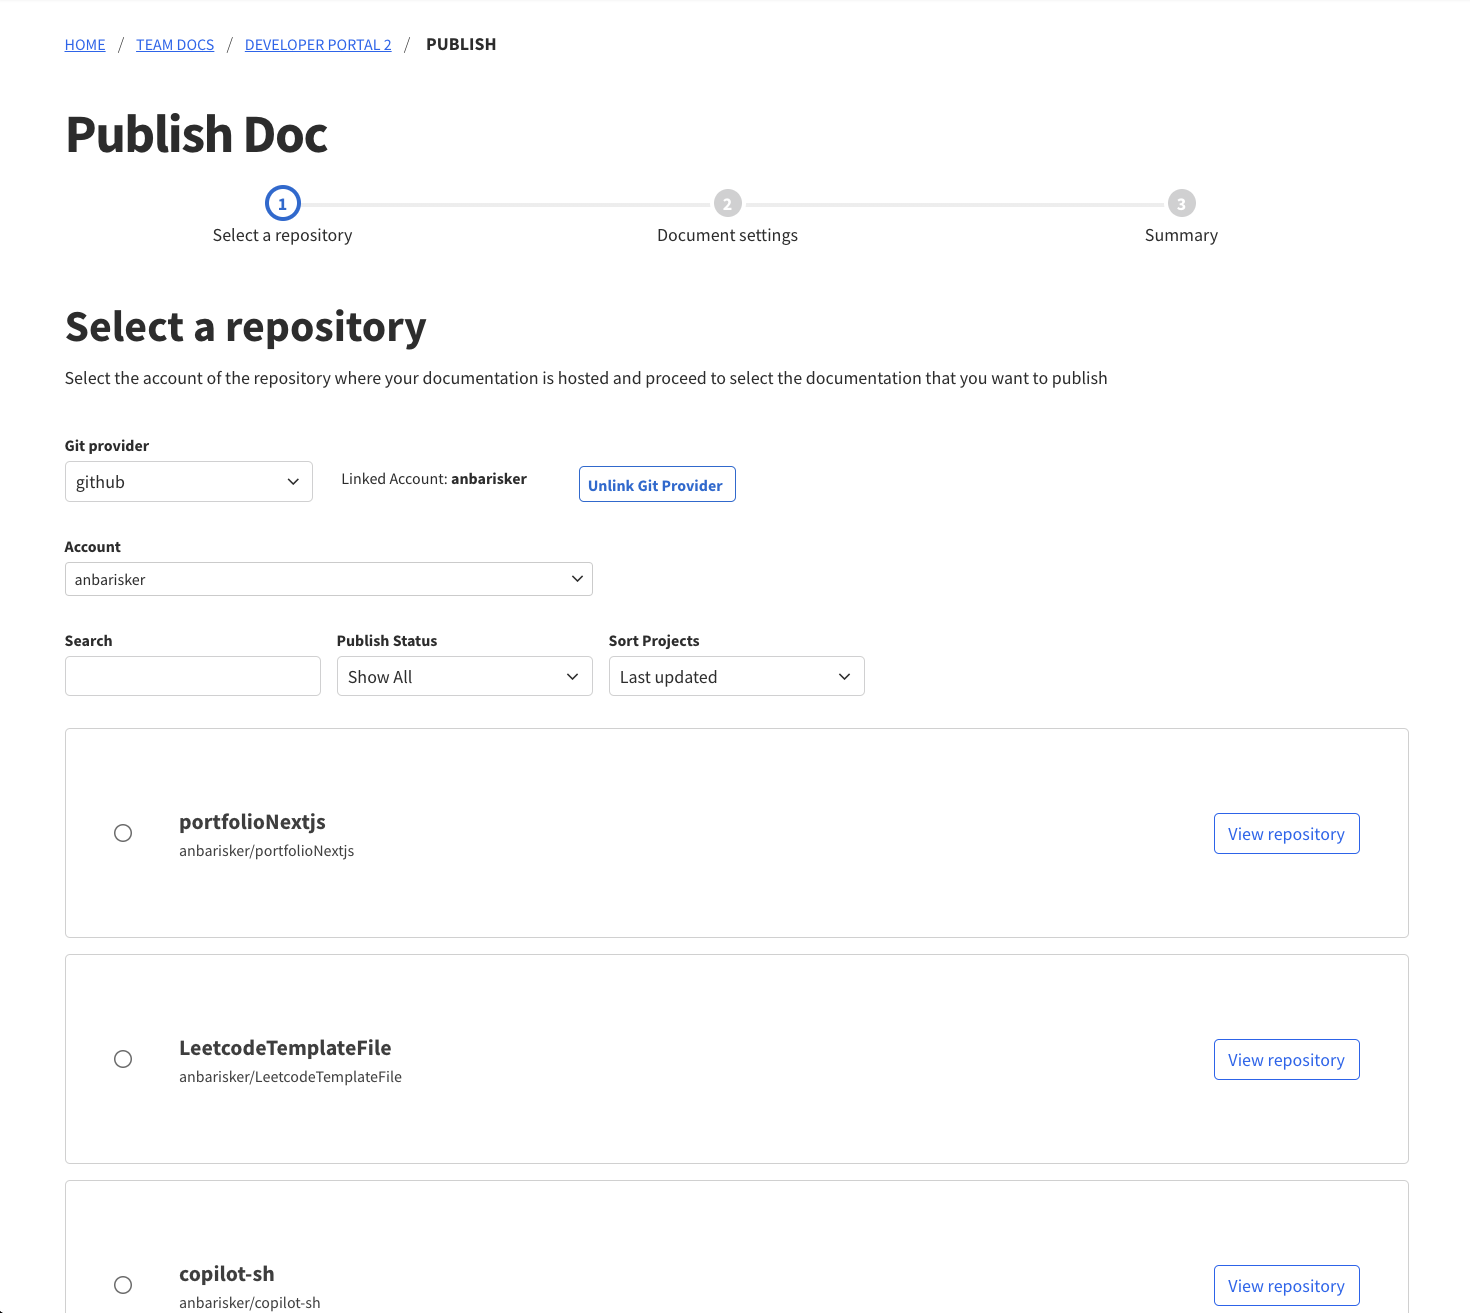 HOME / TEAM DOCS / DEVELOPER PORTAL 2 / PUBLISH
Publish Doc
1 2 3
Select a repository Document settings Summary
Select a repository
Select the account of the repository where your documentation is hosted and proceed to select the documentation that you want to publish
Git provider
github Linked Account: anbarisker Unlink Git Provider
Account
anbarisker
Search Publish Status Sort Projects
Show All Last updated
portfolioNextjs
anbarisker/portfolioNextjs
View repository
LeetcodeTemplateFile
anbarisker/LeetcodeTemplateFile
View repository
copilot-sh
anbarisker/copilot-sh
View repository